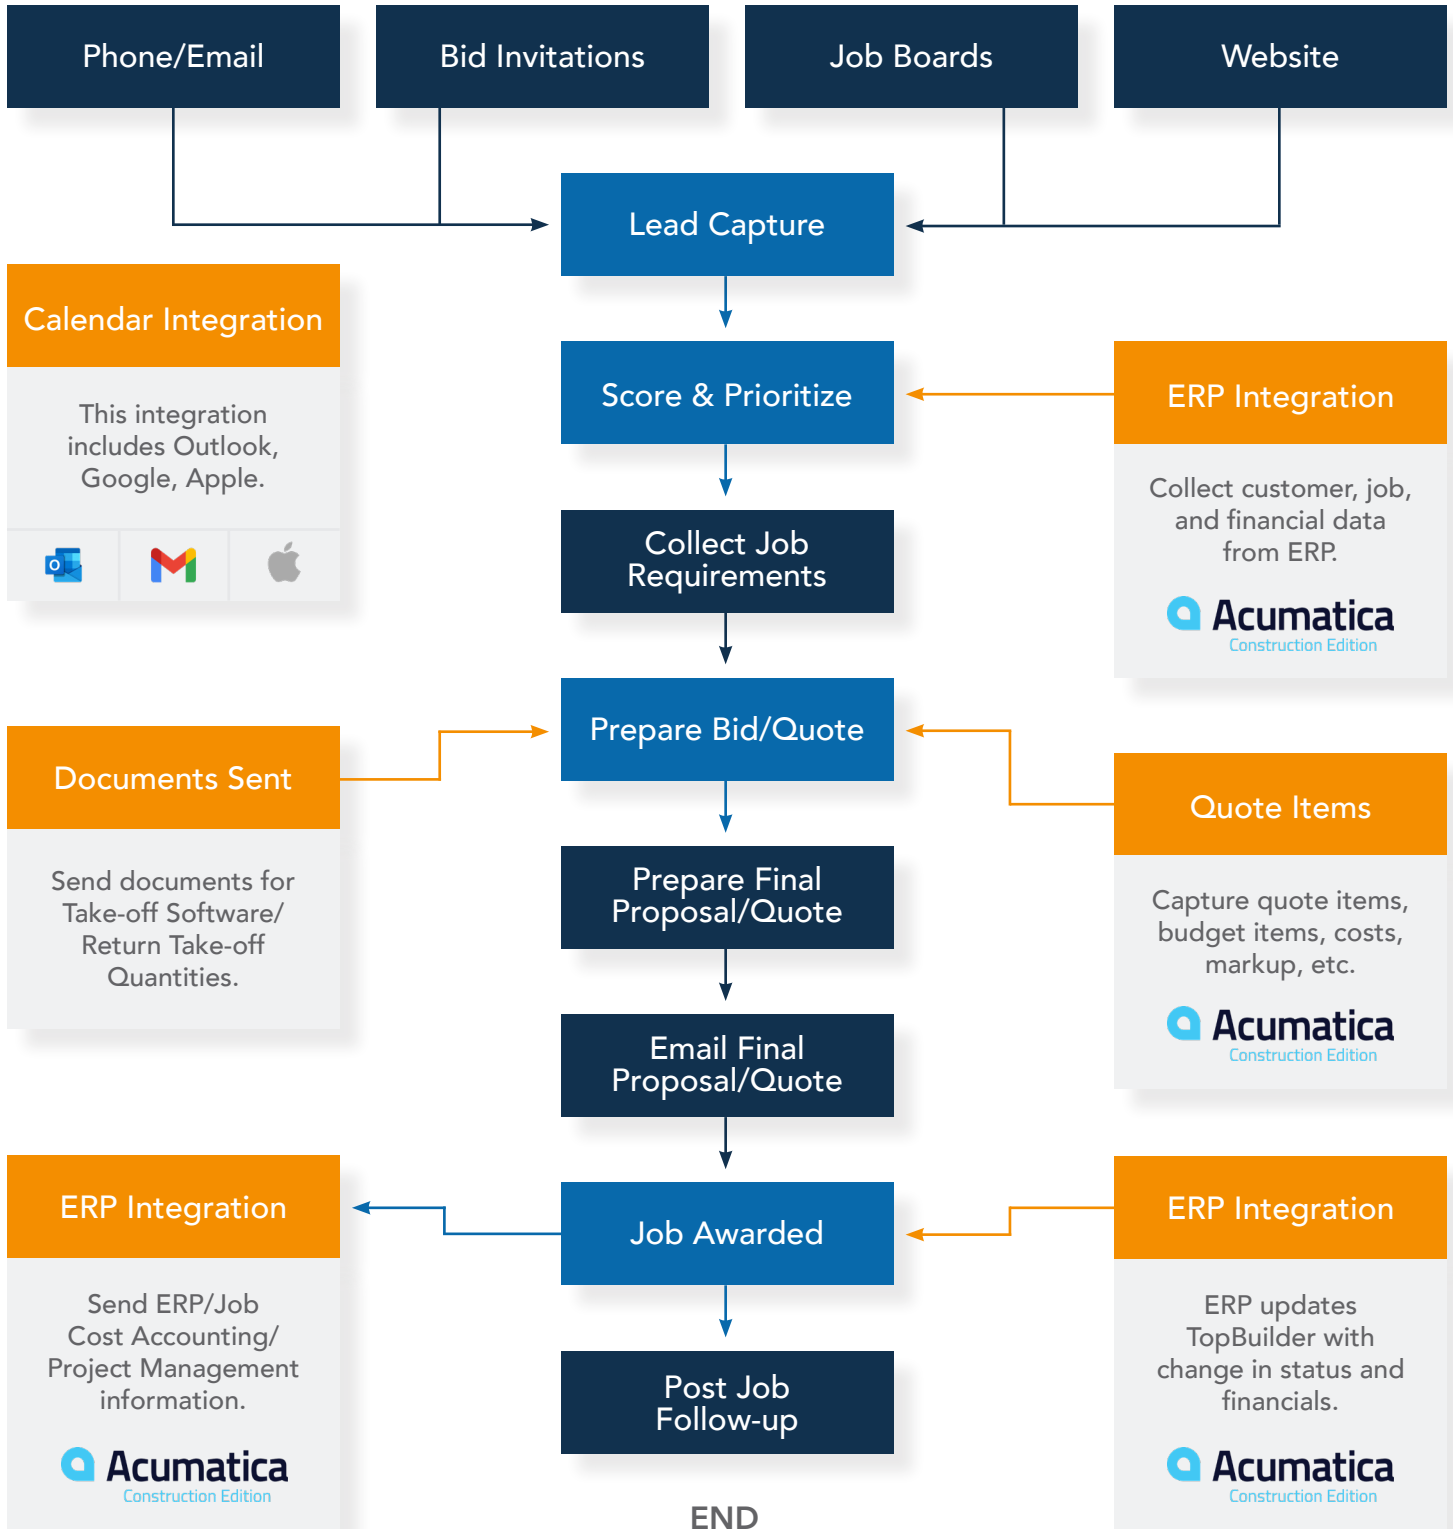 Phone/Email
Bid Invitations
Job Boards
Website
Lead Capture
Calendar Integration
This integration
includes Outlook,
Google, Apple.
O
Score & Prioritize
ERP Integration
Collect customer, job,
and financial data
from ERP.
Acumatica
Construction Edition
Collect Job
Requirements
Prepare Bid/Quote
Documents Sent
Send documents for
Take-off Software/
Return Take-off
Quantities.
Quote Items
Capture quote items,
budget items, costs,
markup, etc.
Acumatica
Construction Edition
Prepare Final
Proposal/Quote
Email Final
Proposal/Quote
Job Awarded
ERP Integration
Send ERP/Job
Cost Accounting/
Project Management
information.
Acumatica
Construction Edition
ERP Integration
ERP updates
TopBuilder with
change in status and
financials.
Acumatica
Construction Edition
Post Job
Follow-up
END